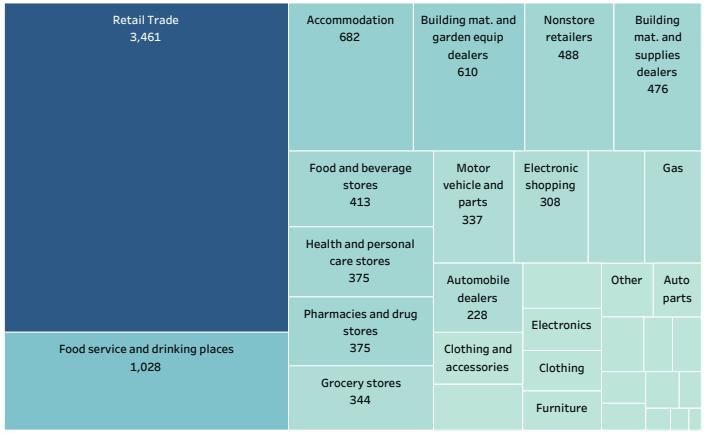 Retail Trade
3,461
Food service and drinking places
1,028
Accommodation
682
Building mat. and
garden equip
dealers
610
Nonstore
retailers
488
Building
mat. and
supplies
dealers
476
Food and beverage
stores
413
Health and personal
care stores
375
Pharmacies and drug
stores
375
Grocery stores
344
Motor
vehicle and
parts
337
Electronic
shopping
308
Gas
Automobile
dealers
228
Clothing and
accessories
Electronics
Clothing
Furniture
Other
Auto
parts